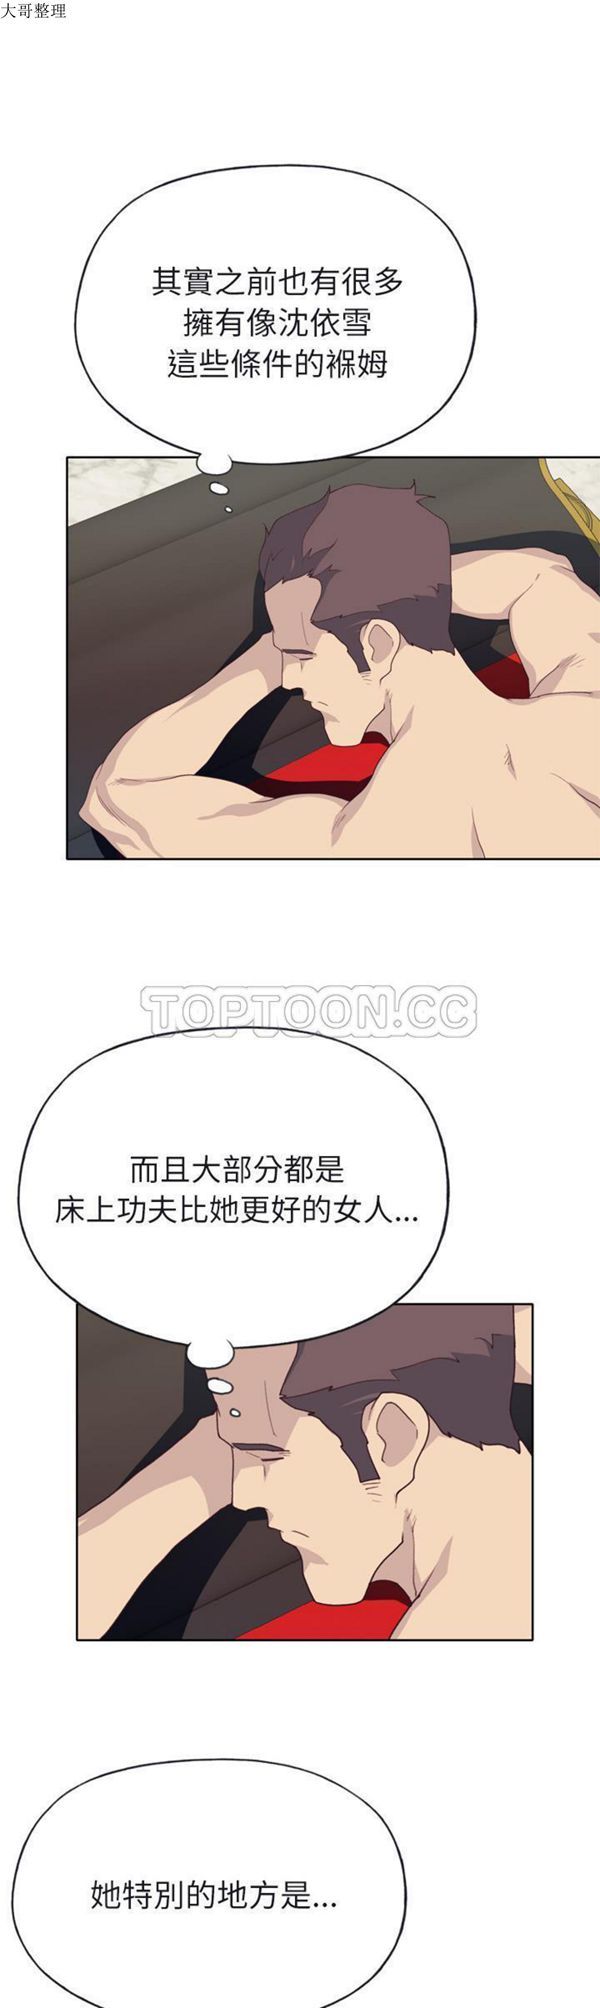 大哥整理
其實之前也有很多
擁有像沈依雪
這些條件的褓姆
TOPTOON.CC
而且大部分都是
床上功夫比她更好的女人...
她特別的地方是...